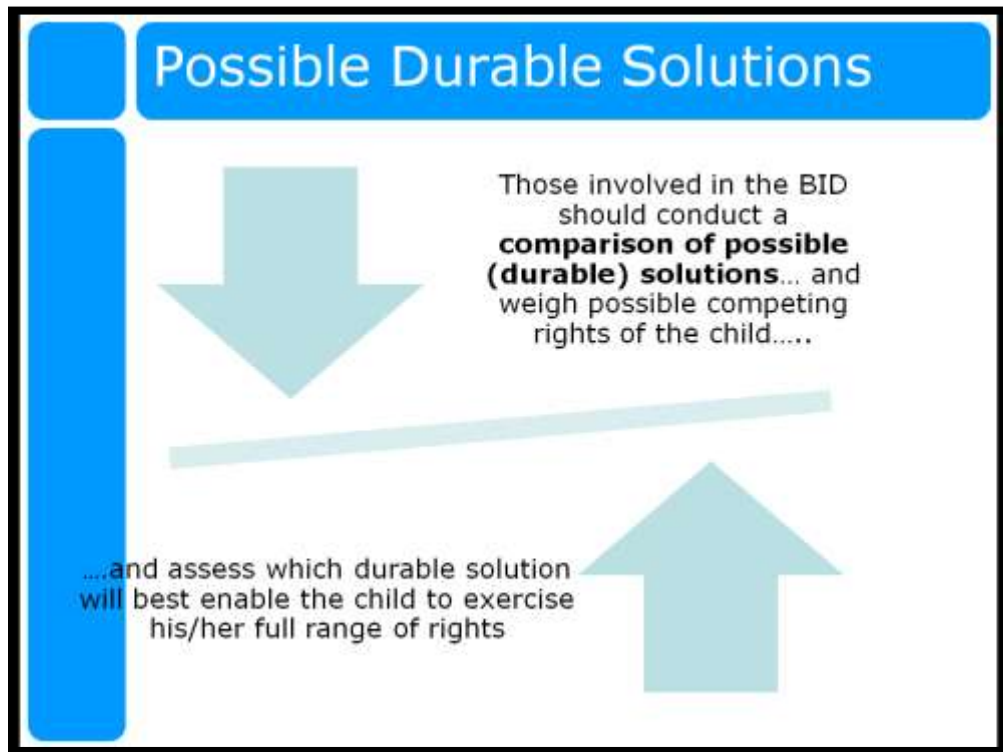 Possible Durable Solutions
Those involved in the BID
should conduct a
comparison of possible
(durable) solutions... and
weigh possible competing
rights of the child.....
....and assess which durable solution
will best enable the child to exercise
his/her full range of rights